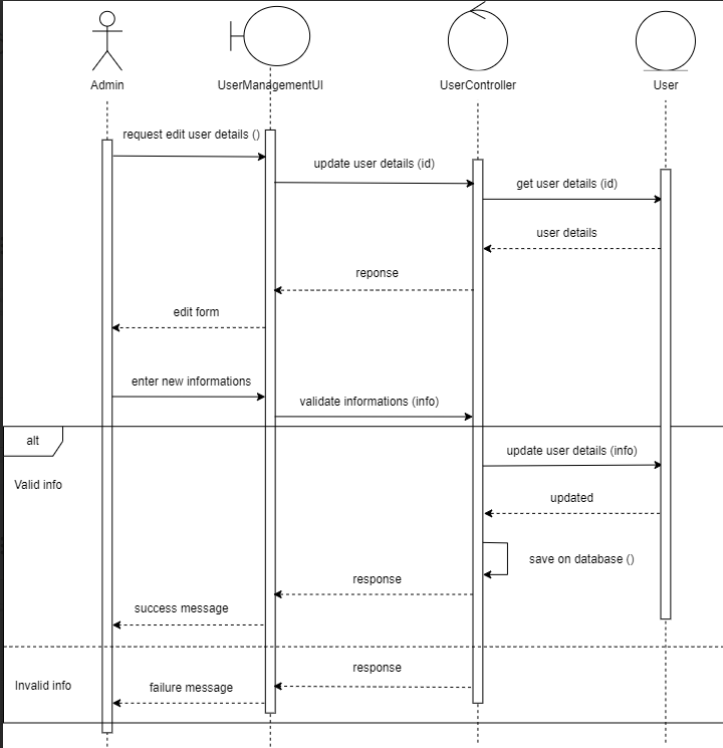 Admin
UserManagementUI
UserController
User
request edit user details ()
update user details (id)
get user details (id)
user details
reponse
edit form
enter new informations
validate informations (info)
alt
update user details (info)
Valid info
updated
save on database ()
response
success message
response
Invalid info
failure message